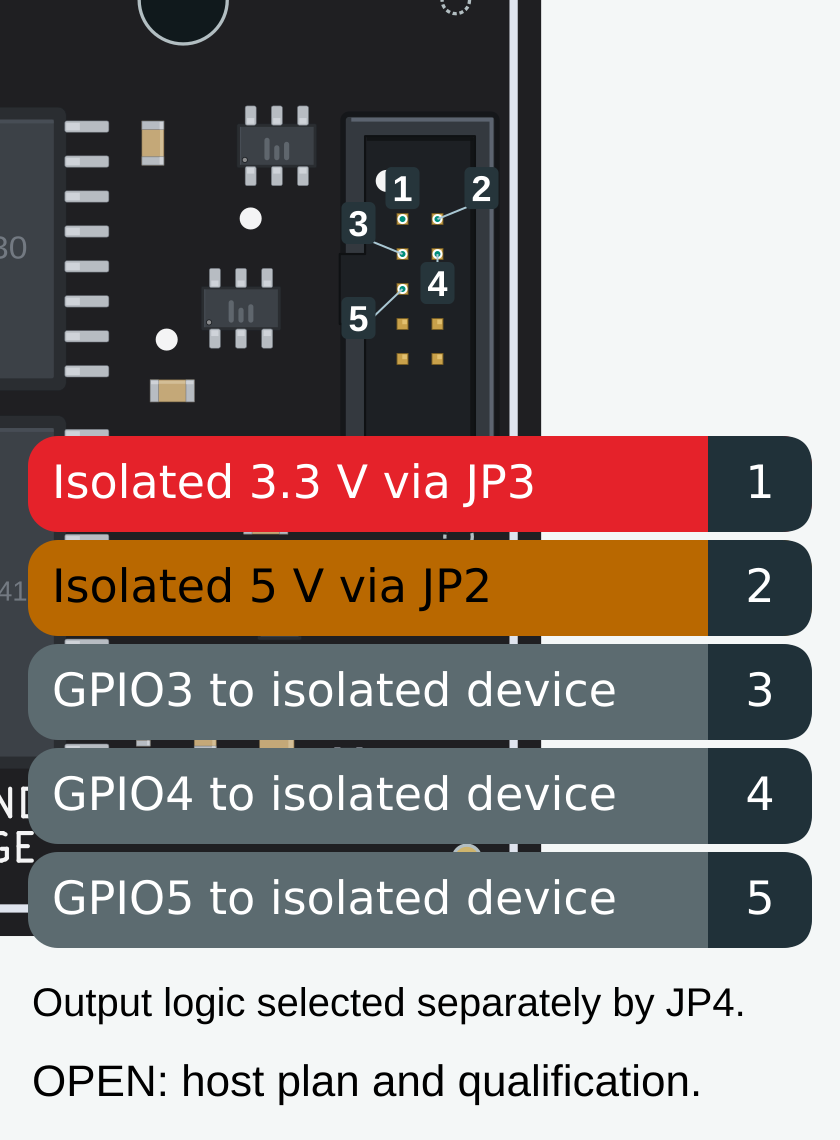 1
2
3
4
5
Isolated 3.3 V via JP3 1
Isolated 5 V via JP2 2
GPIO3 to isolated device 3
GPIO4 to isolated device 4
GPIO5 to isolated device 5
Output logic selected separately by JP4.
OPEN: host plan and qualification.